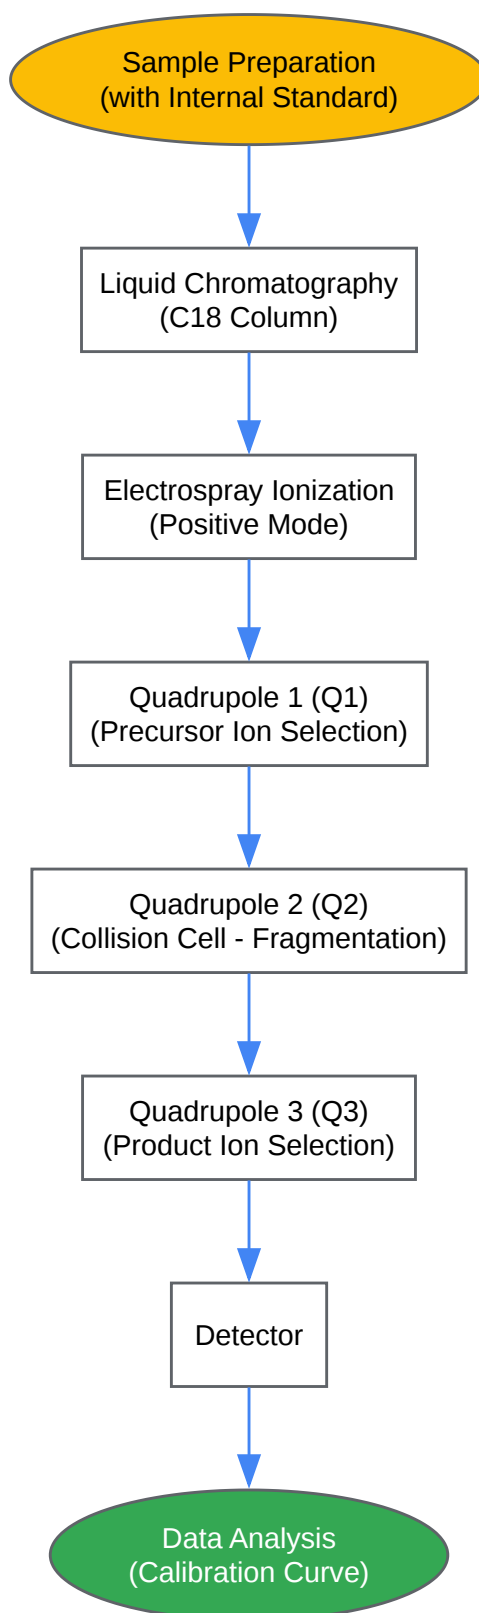 Sample Preparation
(with Internal Standard)
Liquid Chromatography
(C18 Column)
Electrospray Ionization
(Positive Mode)
Quadrupole 1 (Q1)
(Precursor Ion Selection)
Quadrupole 2 (Q2)
(Collision Cell - Fragmentation)
Quadrupole 3 (Q3)
(Product Ion Selection)
Detector
Data Analysis
(Calibration Curve)